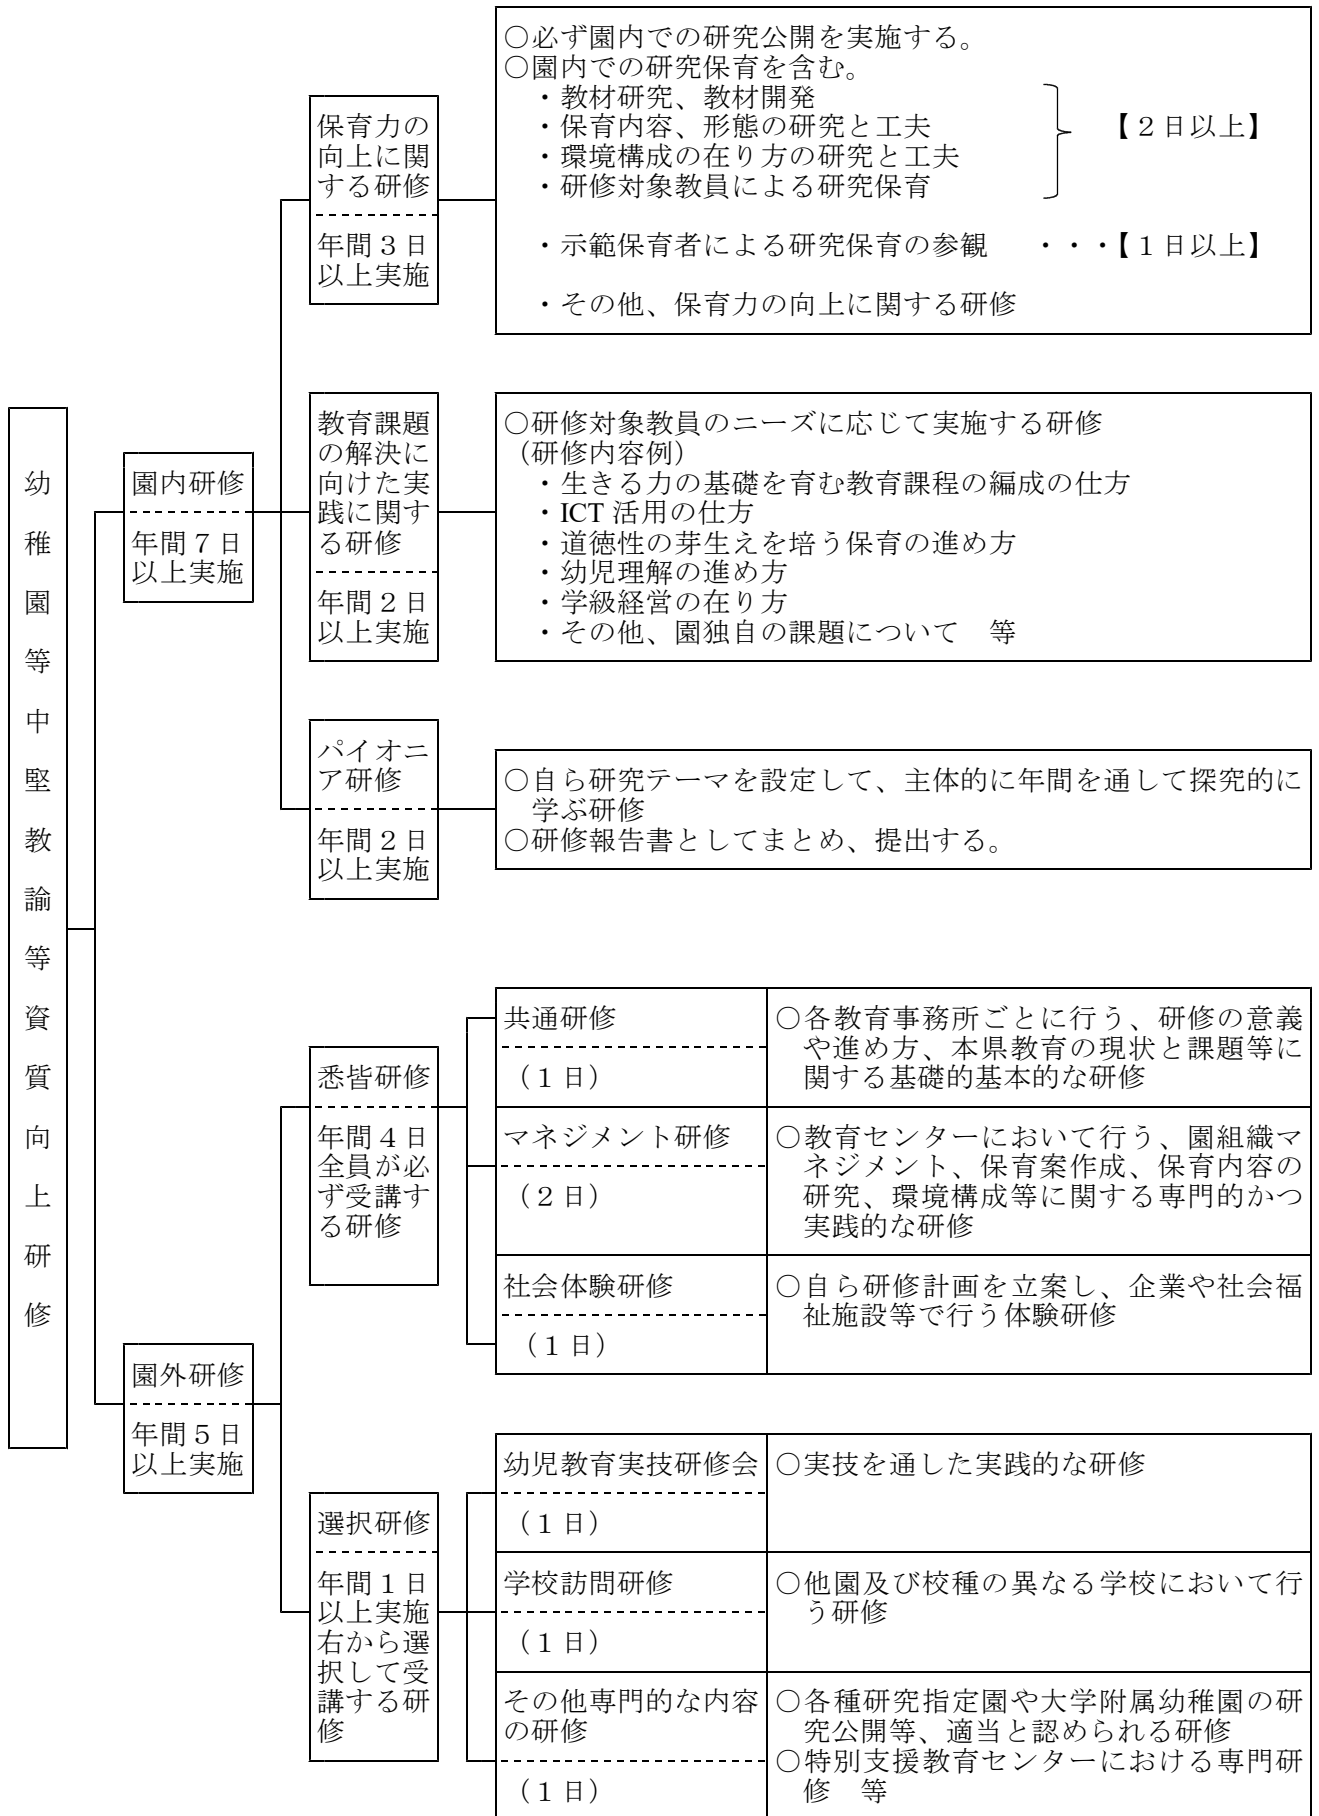 幼稚園等中堅教諭等資質向上研修
園内研修
年間７日
以上実施
保育力の
向上に関
する研修
年間３日
以上実施
○必ず園内での研究公開を実施する。
○園内での研究保育を含む。
・教材研究、教材開発
・保育内容、形態の研究と工夫
・環境構成の在り方の研究と工夫
・研修対象教員による研究保育
【２日以上】
・示範保育者による研究保育の参観　・・・【１日以上】
・その他、保育力の向上に関する研修
教育課題
の解決に
向けた実
践に関す
る研修
年間２日
以上実施
○研修対象教員のニーズに応じて実施する研修
（研修内容例）
・生きる力の基礎を育む教育課程の編成の仕方
・ICT 活用の仕方
・道徳性の芽生えを培う保育の進め方
・幼児理解の進め方
・学級経営の在り方
・その他、園独自の課題について　等
パイオニ
ア研修
年間２日
以上実施
○自ら研究テーマを設定して、主体的に年間を通して探究的に
学ぶ研修
○研修報告書としてまとめ、提出する。
園外研修
年間５日
以上実施
悉皆研修
年間４日
全員が必
ず受講す
る研修
共通研修
（１日）
○各教育事務所ごとに行う、研修の意義
や進め方、本県教育の現状と課題等に
関する基礎的基本的な研修
マネジメント研修
（２日）
○教育センターにおいて行う、園組織マ
ネジメント、保育案作成、保育内容の
研究、環境構成等に関する専門的かつ
実践的な研修
社会体験研修
（１日）
○自ら研修計画を立案し、企業や社会福
祉施設等で行う体験研修
選択研修
年間１日
以上実施
右から選
択して受
講する研
修
幼児教育実技研修会
（１日）
○実技を通した実践的な研修
学校訪問研修
（１日）
○他園及び校種の異なる学校において行
う研修
その他専門的な内容
の研修
（１日）
○各種研究指定園や大学附属幼稚園の研
究公開等、適当と認められる研修
○特別支援教育センターにおける専門研
修　等